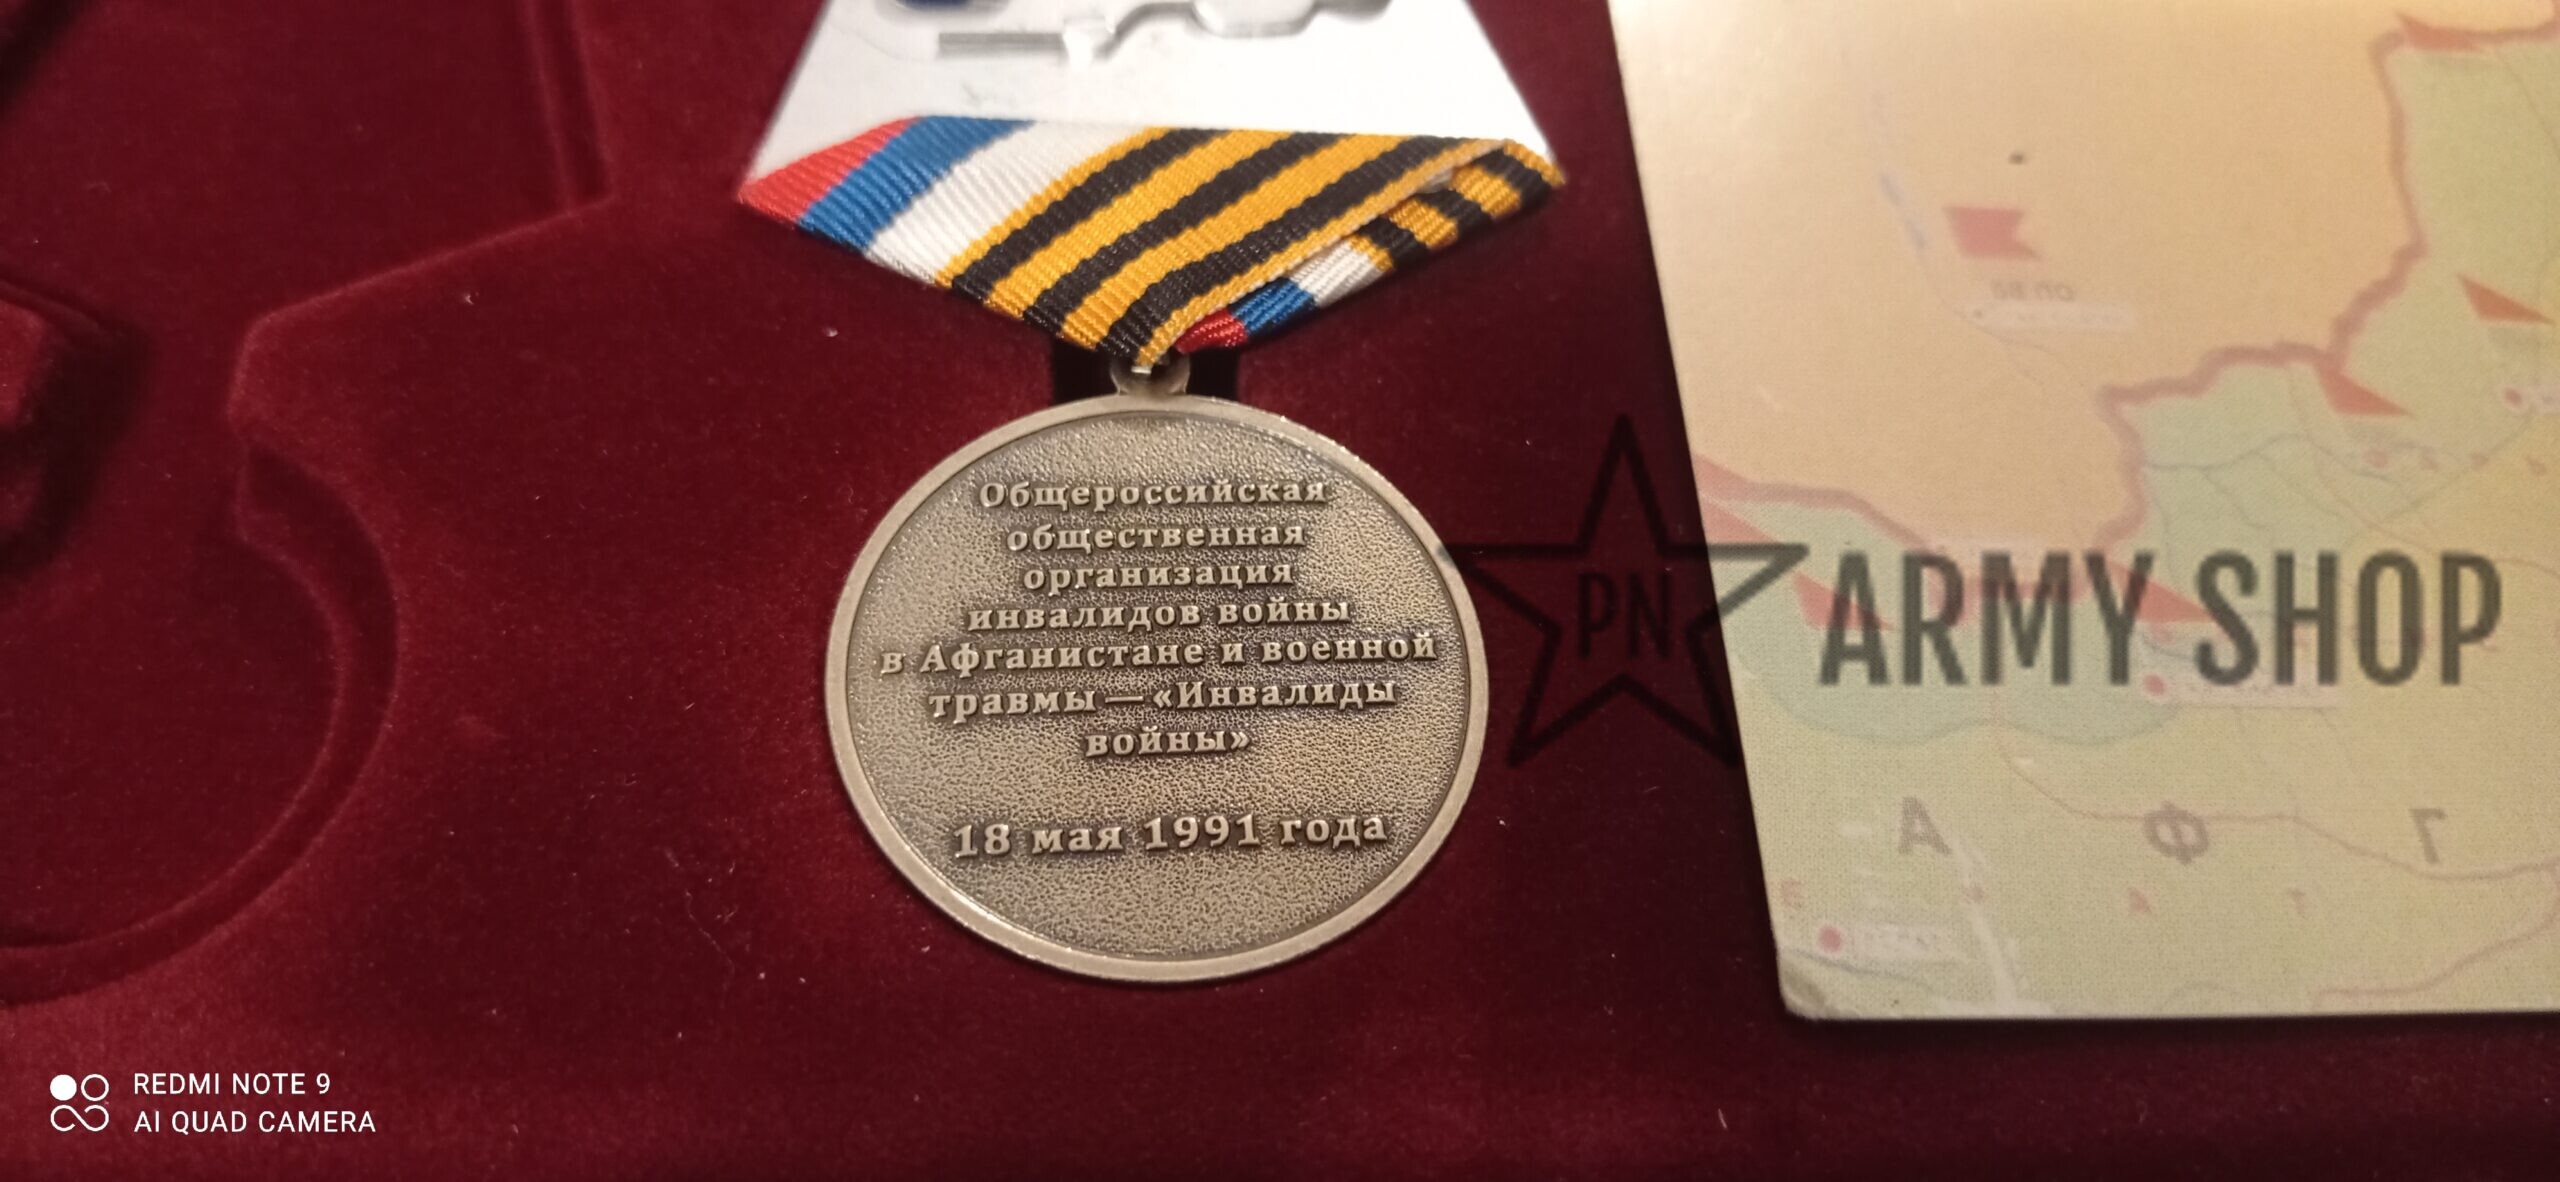 Общероссийская
общественная
организация
инвалидов войны
в Афганистане и военной
травмы — «Инвалиды
войны»
18 мая 1991 года
PN
ARMY SHOP
А Ф Г
REDMI NOTE 9
AI QUAD CAMERA